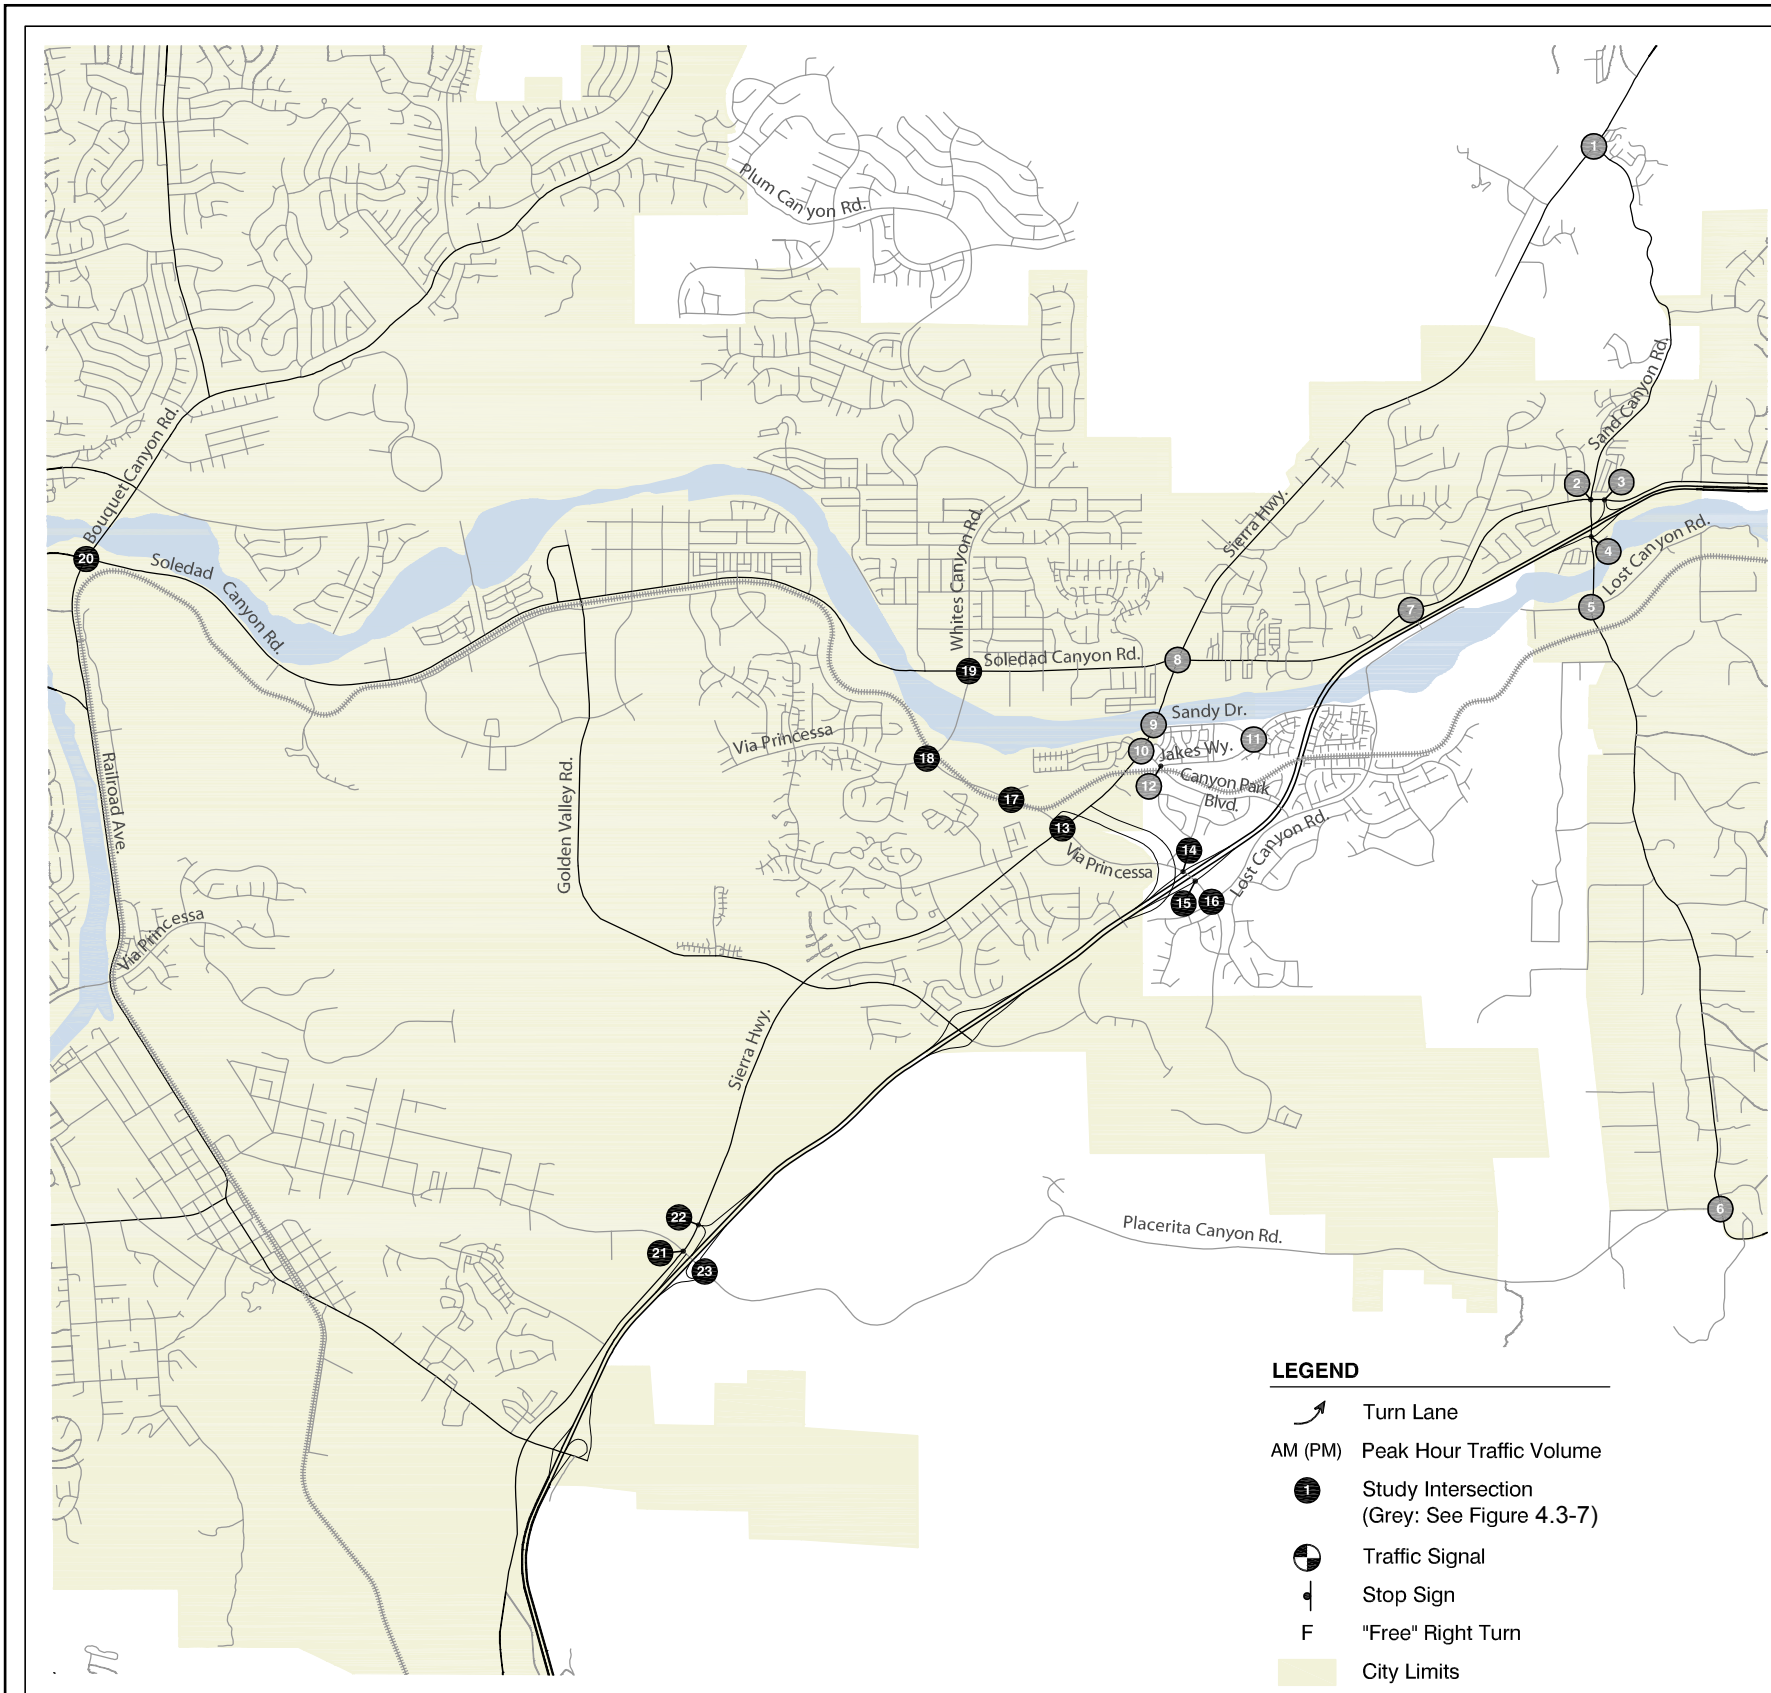 1
Plum Canyon Rd.
Sand Canyon Rd.
Bouquet Canyon Rd.
2
3
Sierra Hwy.
Whites Canyon Rd.
Lost Canyon Rd.
4
20
Soledad Canyon Rd.
5
7
19
Soledad Canyon Rd.
8
Sandy Dr.
9
Via Princessa
18
10
Jakes Wy.
11
Railroad Ave.
Golden Valley Rd.
12
Canyon Park
Blvd.
17
13
Via Princessa
14
Lost Canyon Rd.
15
16
Via Princessa
Sierra Hwy.
22
21
23
Placerita Canyon Rd.
6
LEGEND
Turn Lane
AM (PM) Peak Hour Traffic Volume
1 Study Intersection
(Grey: See Figure 4.3-7)
Traffic Signal
Stop Sign
F "Free" Right Turn
City Limits